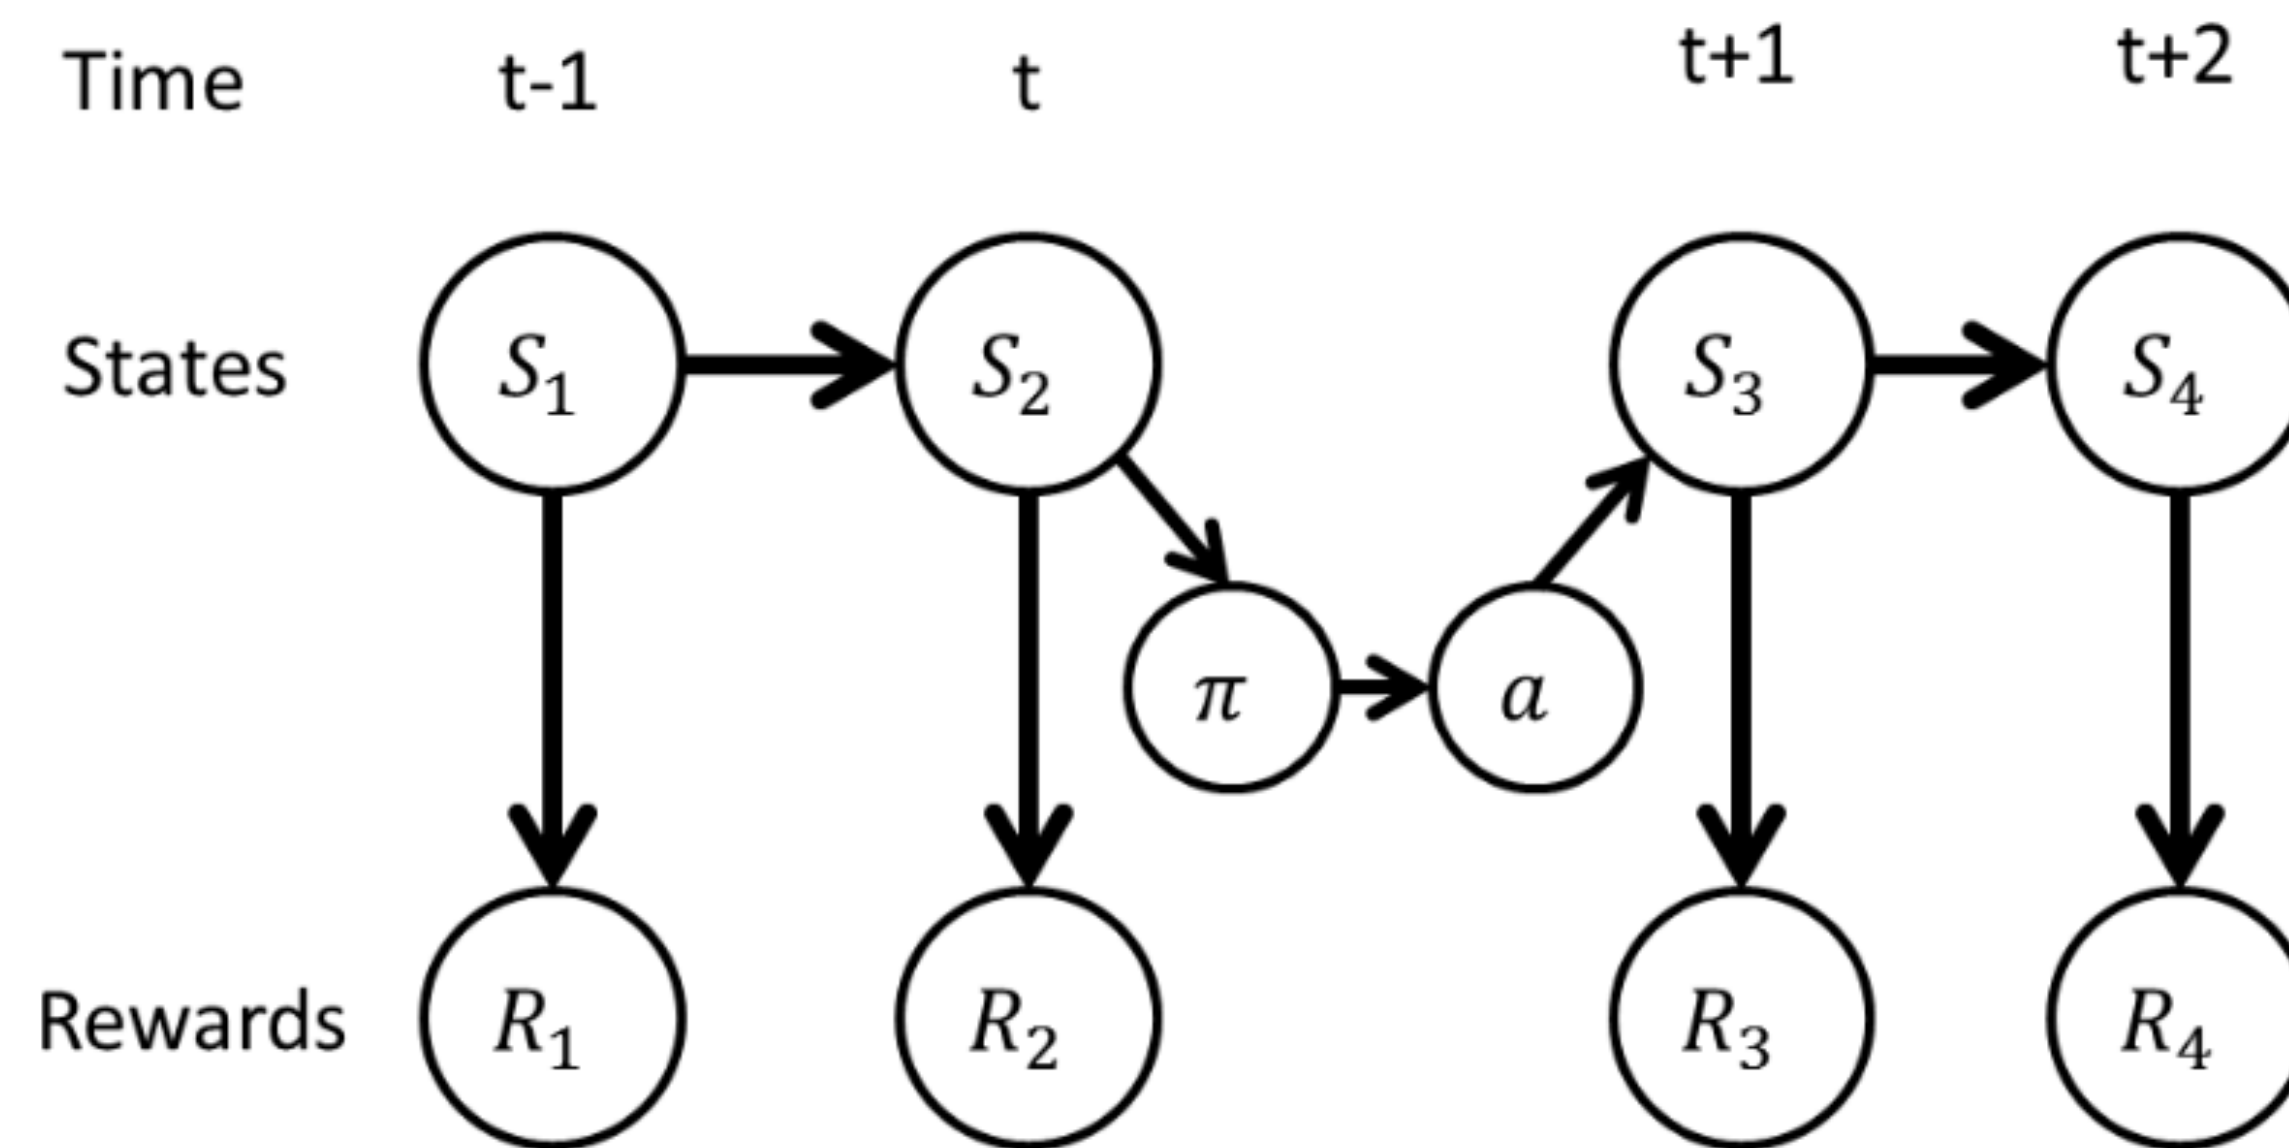 Time t-1 t t+1 t+2
States S₁ S₂ S₃ S₄
π a
Rewards R₁ R₂ R₃ R₄